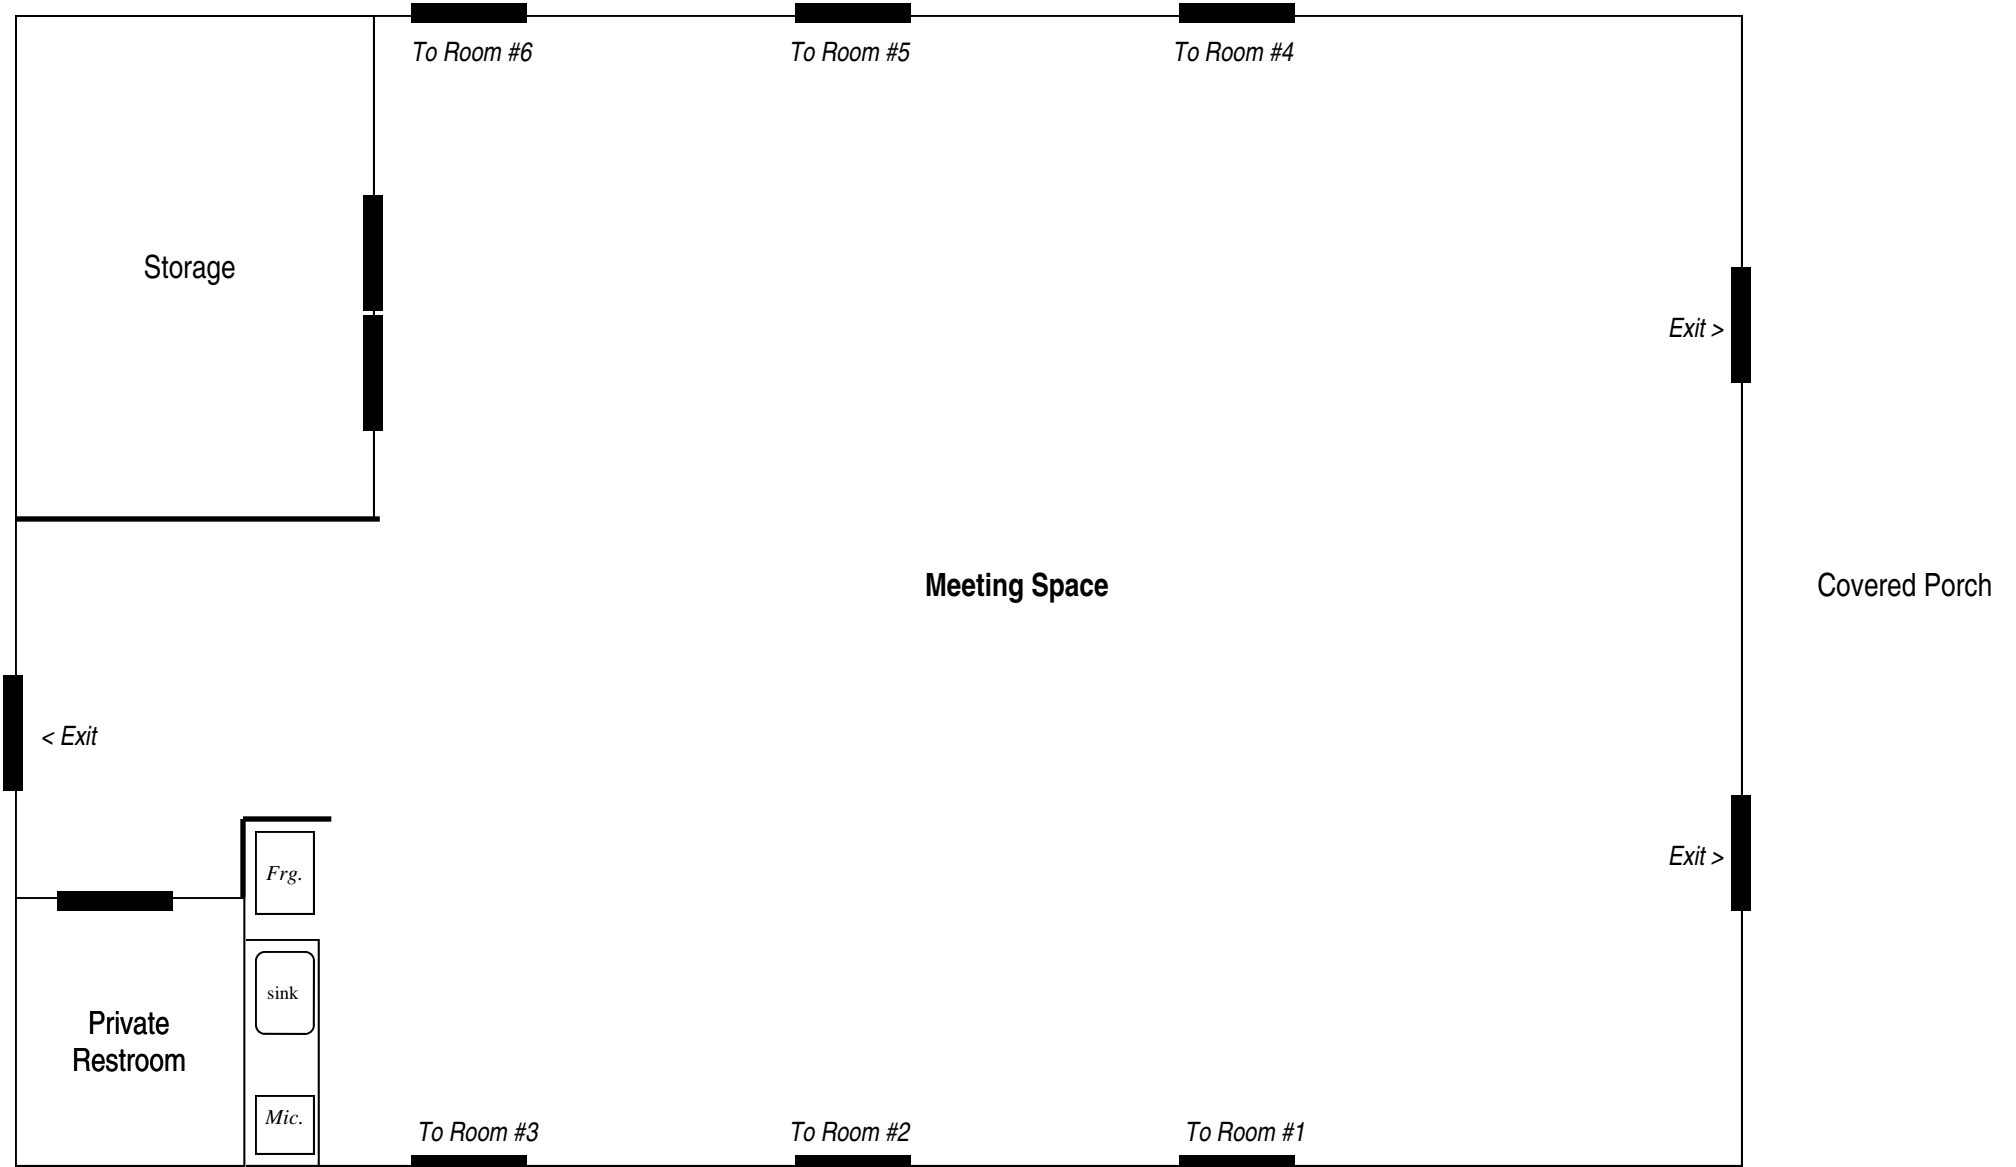 To Room #6
To Room #5
To Room #4
Storage
Exit >
Meeting Space
Covered Porch
< Exit
Exit >
Frg.
sink
Private
Restroom
Mic.
To Room #3
To Room #2
To Room #1